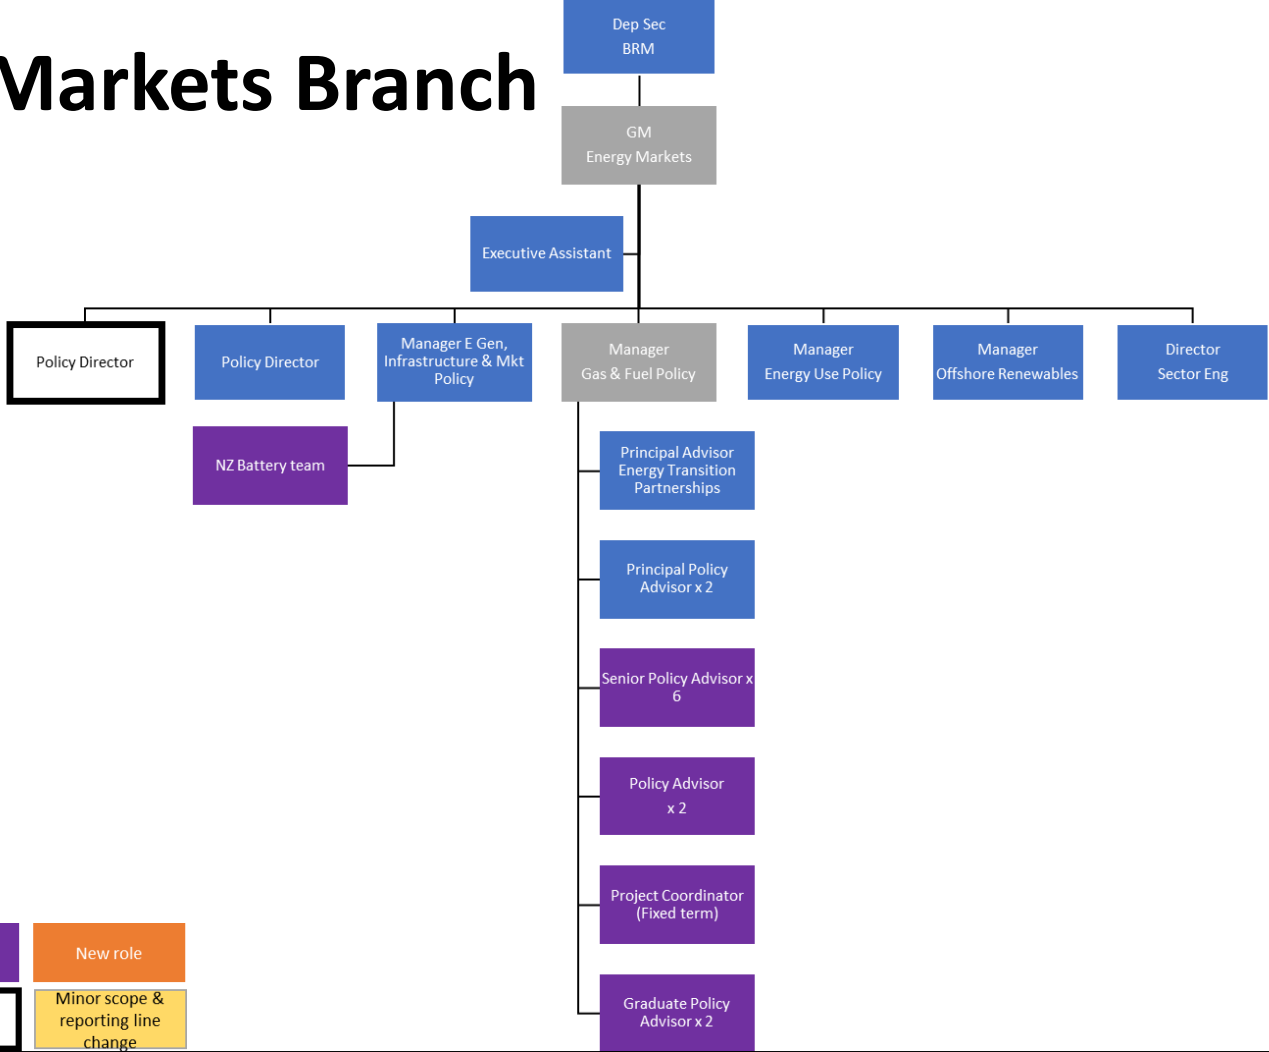 Markets Branch
Dep Sec
BRM
GM
Energy Markets
Executive Assistant
Policy Director
Policy Director
Manager E Gen,
Infrastructure & Mkt
Policy
Manager
Gas & Fuel Policy
Manager
Energy Use Policy
Manager
Offshore Renewables
Director
Sector Eng
NZ Battery team
Principal Advisor
Energy Transition
Partnerships
Principal Policy
Advisor x 2
Senior Policy Advisor x
6
Policy Advisor
x 2
Project Coordinator
(Fixed term)
Graduate Policy
Advisor x 2
New role
Minor scope &
reporting line
change